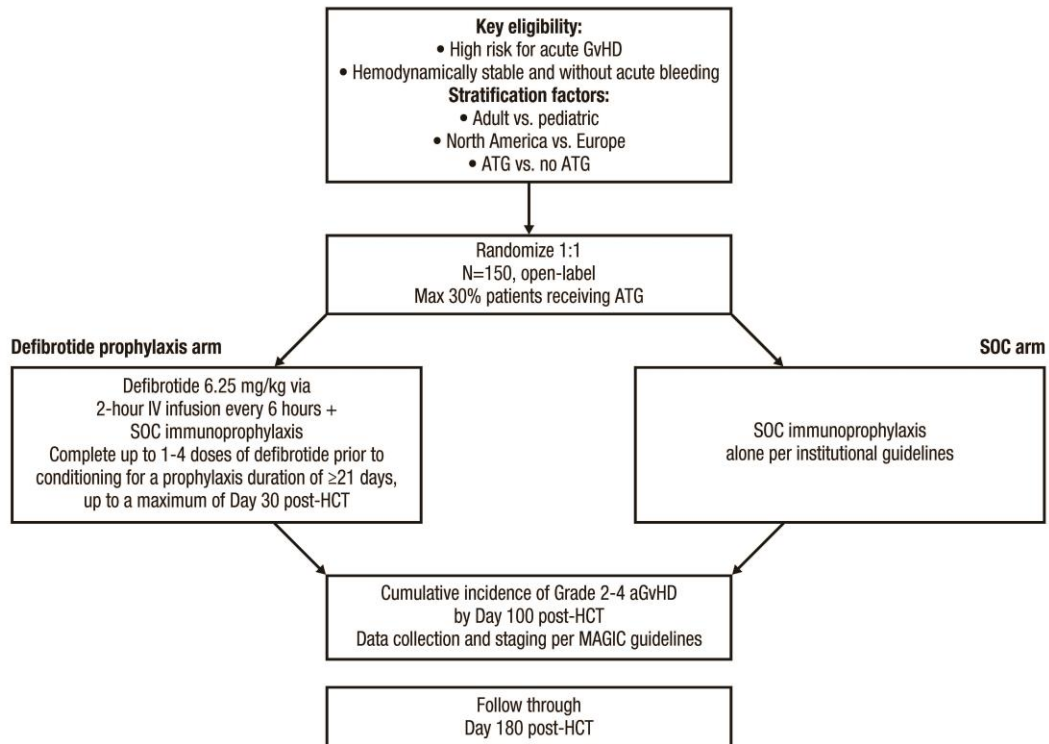 Key eligibility:
• High risk for acute GvHD
• Hemodynamically stable and without acute bleeding
Stratification factors:
• Adult vs. pediatric
• North America vs. Europe
• ATG vs. no ATG
Randomize 1:1
N=150, open-label
Max 30% patients receiving ATG
Defibrotide prophylaxis arm
Defibrotide 6.25 mg/kg via
2-hour IV infusion every 6 hours +
SOC immunoprophylaxis
Complete up to 1-4 doses of defibrotide prior to
conditioning for a prophylaxis duration of ≥21 days,
up to a maximum of Day 30 post-HCT
SOC arm
SOC immunoprophylaxis
alone per institutional guidelines
Cumulative incidence of Grade 2-4 aGvHD
by Day 100 post-HCT
Data collection and staging per MAGIC guidelines
Follow through
Day 180 post-HCT